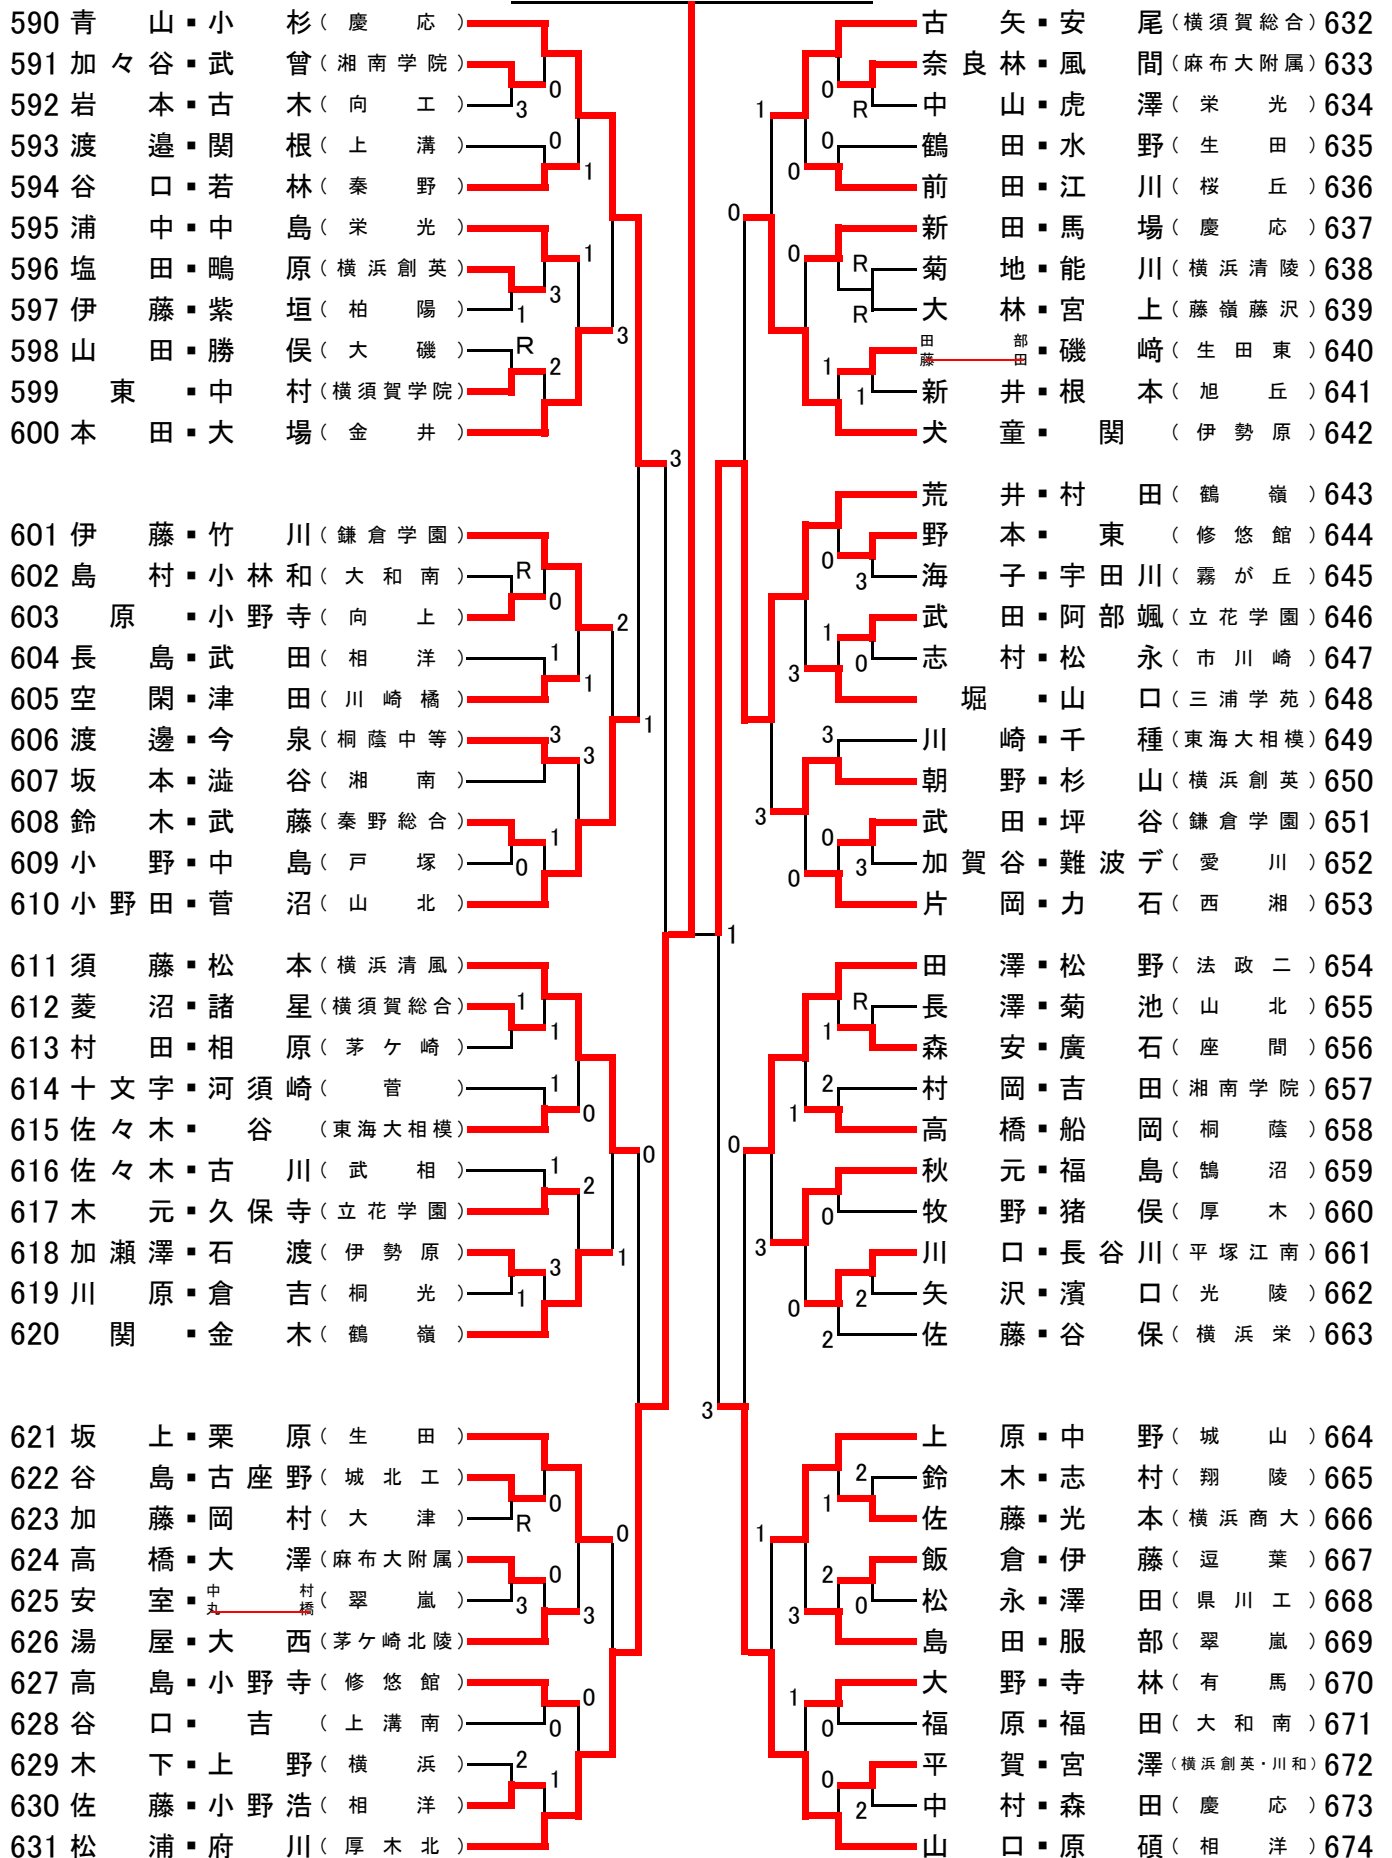 590 青山・小杉(慶応)
591 加々谷・武曾(湘南学院)
592 岩本・古木(向工)
593 渡邉・関根(上溝)
594 谷口・若林(秦野)
595 浦中・中島(栄光)
596 塩田・鴫原(横浜創英)
597 伊藤・紫垣(柏陽)
598 山田・勝俣(大磯)
599 東・中村(横須賀学院)
600 本田・大場(金井)
601 伊藤・竹川(鎌倉学園)
602 島村・小林和(大和南)
603 原・小野寺(向上)
604 長島・武田(相洋)
605 空閑・津田(川崎橘)
606 渡邊・今泉(桐蔭中等)
607 坂本・澁谷(湘南)
608 鈴木・武藤(秦野総合)
609 小野・中島(戸塚)
610 小野田・菅沼(山北)
611 須藤・松本(横浜清風)
612 菱沼・諸星(横須賀総合)
613 村田・相原(茅ケ崎)
614 十文字・河須崎(菅)
615 佐々木・谷(東海大相模)
616 佐々木・古川(武相)
617 木元・久保寺(立花学園)
618 加瀬澤・石渡(伊勢原)
619 川原・倉吉(桐光)
620 関・金木(鶴嶺)
621 坂上・栗原(生田)
622 谷島・古座野(城北工)
623 加藤・岡村(大津)
624 高橋・大澤(麻布大附属)
625 安室・中村 丸橋(翠嵐)
626 湯屋・大西(茅ケ崎北陵)
627 高島・小野寺(修悠館)
628 谷口・吉(上溝南)
629 木下・上野(横浜)
630 佐藤・小野浩(相洋)
631 松浦・府川(厚木北)
古矢・安尾(横須賀総合)632
奈良林・風間(麻布大附属)633
中山・虎澤(栄光)634
鶴田・水野(生田)635
前田・江川(桜丘)636
新田・馬場(慶応)637
菊地・能川(横浜清陵)638
大林・宮上(藤嶺藤沢)639
田部 藤田・磯﨑(生田東)640
新井・根本(旭丘)641
犬童・関(伊勢原)642
荒井・村田(鶴嶺)643
野本・東(修悠館)644
海子・宇田川(霧が丘)645
武田・阿部颯(立花学園)646
志村・松永(市川崎)647
堀・山口(三浦学苑)648
川崎・千種(東海大相模)649
朝野・杉山(横浜創英)650
武田・坪谷(鎌倉学園)651
加賀谷・難波デ(愛川)652
片岡・力石(西湘)653
田澤・松野(法政二)654
長澤・菊池(山北)655
森安・廣石(座間)656
村岡・吉田(湘南学院)657
高橋・船岡(桐蔭)658
秋元・福島(鵠沼)659
牧野・猪俣(厚木)660
川口・長谷川(平塚江南)661
矢沢・濱口(光陵)662
佐藤・谷保(横浜栄)663
上原・中野(城山)664
鈴木・志村(翔陵)665
佐藤・光本(横浜商大)666
飯倉・伊藤(逗葉)667
松永・澤田(県川工)668
島田・服部(翠嵐)669
大野・寺林(有馬)670
福原・福田(大和南)671
平賀・宮澤(横浜創英・川和)672
中村・森田(慶応)673
山口・原碩(相洋)674